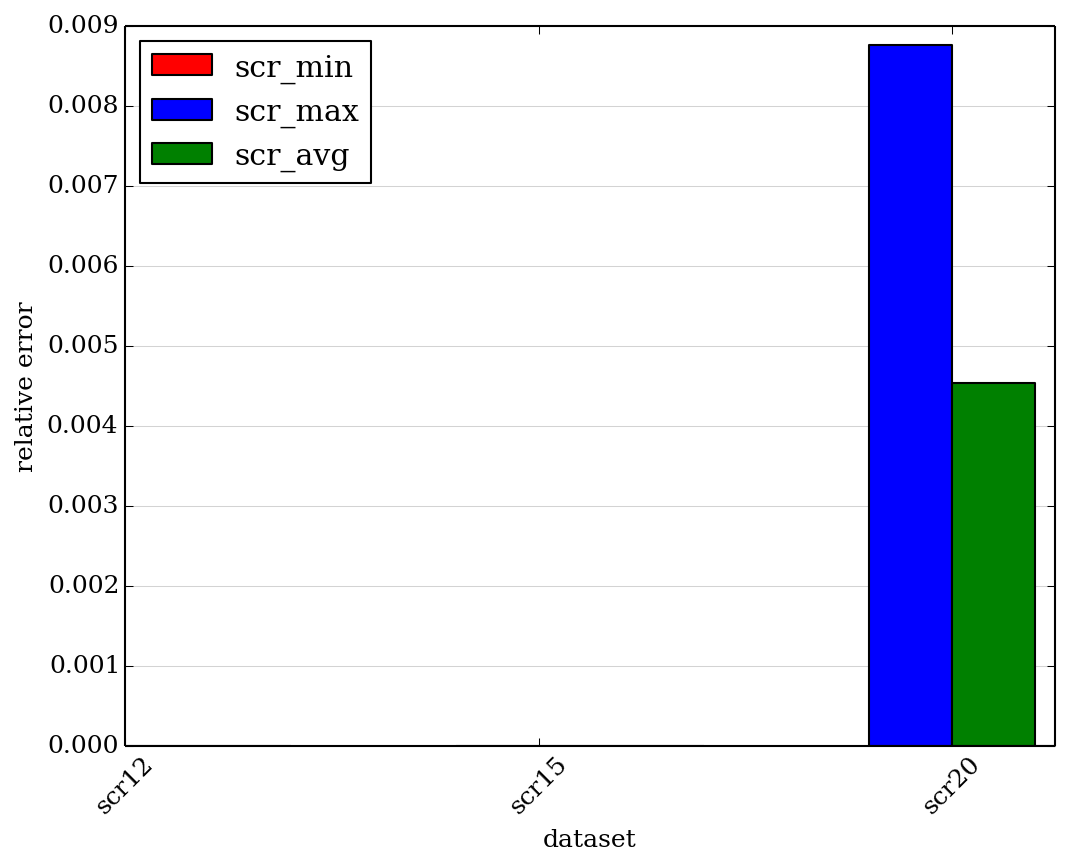 0.009
0.008
0.007
0.006
0.005
0.004
0.003
0.002
0.001
0.000
relative error
scr_min
scr_max
scr_avg
scr12
scr15
scr20
dataset